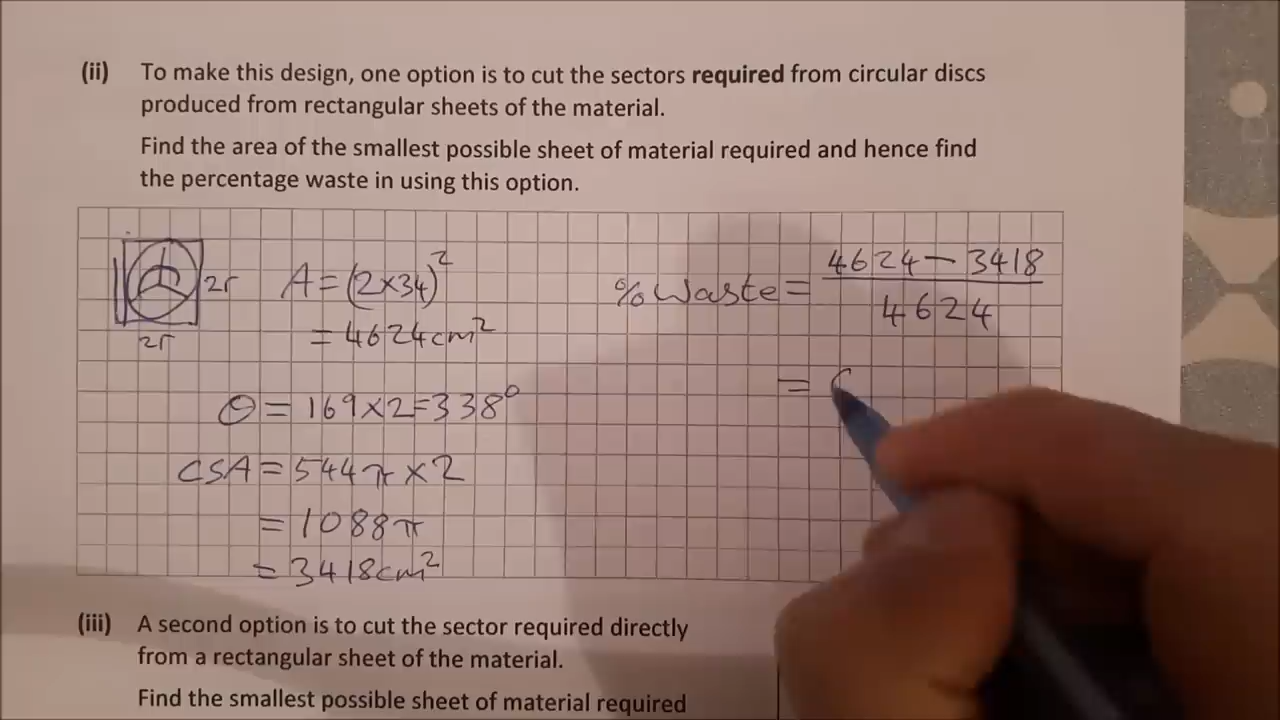 (ii) To make this design, one option is to cut the sectors required from circular discs
produced from rectangular sheets of the material.
Find the area of the smallest possible sheet of material required and hence find
the percentage waste in using this option.
2r
2r
A = (2×34)²
= 4624cm²
θ = 169×2=338°
CSA = 544π × 2
= 1088π
= 3418cm²
% Waste = 4624 − 3418
4624
=
(iii) A second option is to cut the sector required directly
from a rectangular sheet of the material.
Find the smallest possible sheet of material required